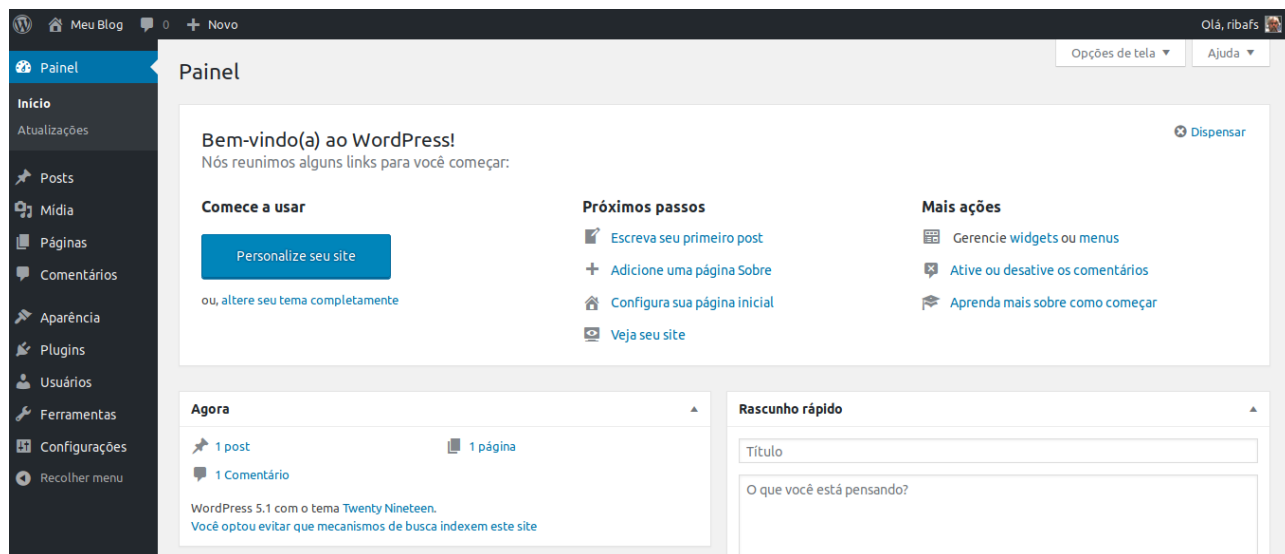 Meu Blog 0 + Novo Olá, ribafs
Opções de tela Ajuda
Painel
Início
Atualizações
Posts
Mídia
Páginas
Comentários
Aparência
Plugins
Usuários
Ferramentas
Configurações
Recolher menu
Painel
Bem-vindo(a) ao WordPress!
Dispensar
Nós reunimos alguns links para você começar:
Comece a usar
Personalize seu site
ou, altere seu tema completamente
Próximos passos
Escreva seu primeiro post
Adicione uma página Sobre
Configura sua página inicial
Veja seu site
Mais ações
Gerencie widgets ou menus
Ative ou desative os comentários
Aprenda mais sobre como começar
Agora
1 post
1 página
1 Comentário
WordPress 5.1 com o tema Twenty Nineteen.
Você optou evitar que mecanismos de busca indexem este site
Rascunho rápido
Título
O que você está pensando?